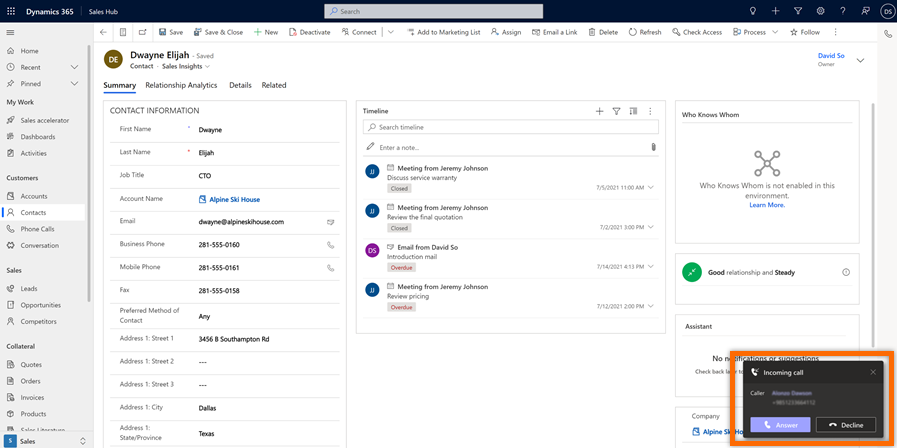 Dynamics 365
Sales Hub
Search
DS
Save
Save & Close
New
Deactivate
Connect
Add to Marketing List
Assign
Email a Link
Delete
Refresh
Check Access
Process
Follow
Home
Recent
Pinned
My Work
Sales accelerator
Dashboards
Activities
Customers
Accounts
Contacts
Phone Calls
Conversation
Sales
Leads
Opportunities
Competitors
Collateral
Quotes
Orders
Invoices
Products
Sales Literature
S
Sales
DE
Dwayne Elijah - Saved
Contact · Sales Insights
David So
Owner
Summary
Relationship Analytics
Details
Related
CONTACT INFORMATION
First Name * Dwayne
Last Name * Elijah
Job Title CTO
Account Name Alpine Ski House
Email dwayne@alpineskihouse.com
Business Phone 281-555-0160
Mobile Phone 281-555-0161
Fax 281-555-0158
Preferred Method of
Contact Any
Address 1: Street 1 3456 B Southampton Rd
Address 1: Street 2 ---
Address 1: Street 3 ---
Address 1: City Dallas
Address 1:
State/Province Texas
Timeline
Search timeline
Enter a note...
JJ
Meeting from Jeremy Johnson
Discuss service warranty
Closed
7/5/2021 11:00 AM
JJ
Meeting from Jeremy Johnson
Review the final quotation
Closed
7/2/2021 3:00 PM
DS
Email from David So
Introduction mail
Overdue
7/14/2021 4:13 PM
JJ
Meeting from Jeremy Johnson
Review pricing
Overdue
7/12/2021 2:00 PM
Who Knows Whom
Who Knows Whom is not enabled in this
environment.
Learn More.
Good relationship and Steady
Assistant
No notifications or suggestions
Check back later to
Company
Alpine Ski
Incoming call
Caller
Answer
Decline